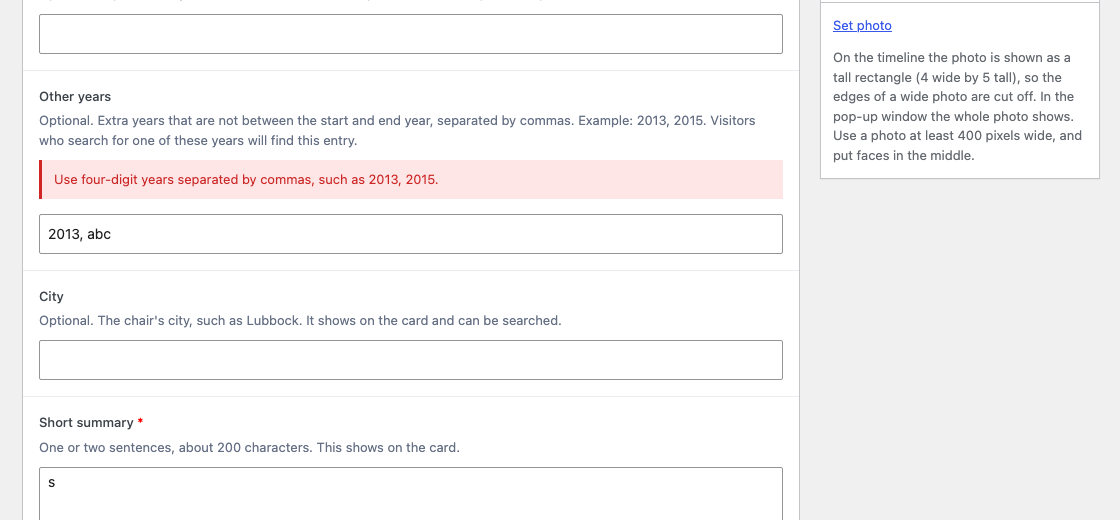 Other years
Optional. Extra years that are not between the start and end year, separated by commas. Example: 2013, 2015. Visitors
who search for one of these years will find this entry.
Use four-digit years separated by commas, such as 2013, 2015.
2013, abc
City
Optional. The chair's city, such as Lubbock. It shows on the card and can be searched.
Short summary *
One or two sentences, about 200 characters. This shows on the card.
s
Set photo
On the timeline the photo is shown as a
tall rectangle (4 wide by 5 tall), so the
edges of a wide photo are cut off. In the
pop-up window the whole photo shows.
Use a photo at least 400 pixels wide, and
put faces in the middle.